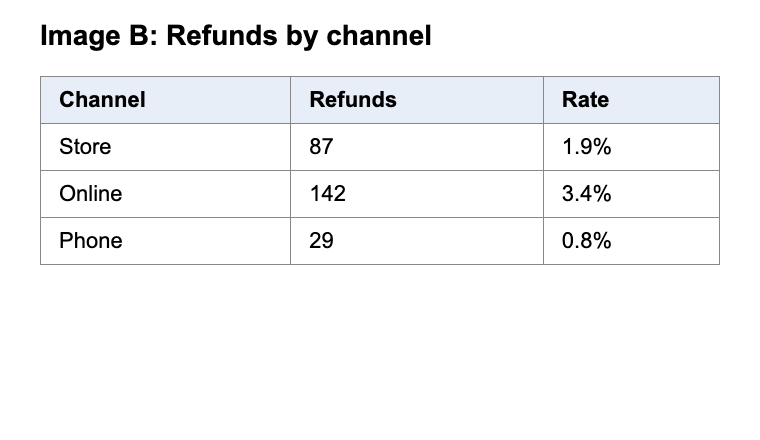 Image B: Refunds by channel
Channel Refunds Rate
Store 87 1.9%
Online 142 3.4%
Phone 29 0.8%